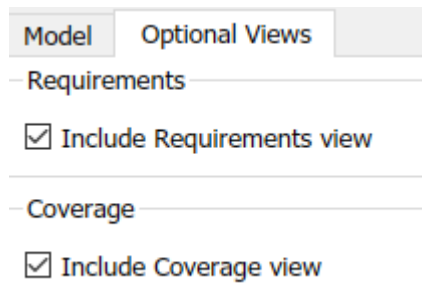 Model Optional Views
Requirements
Include Requirements view
Coverage
Include Coverage view